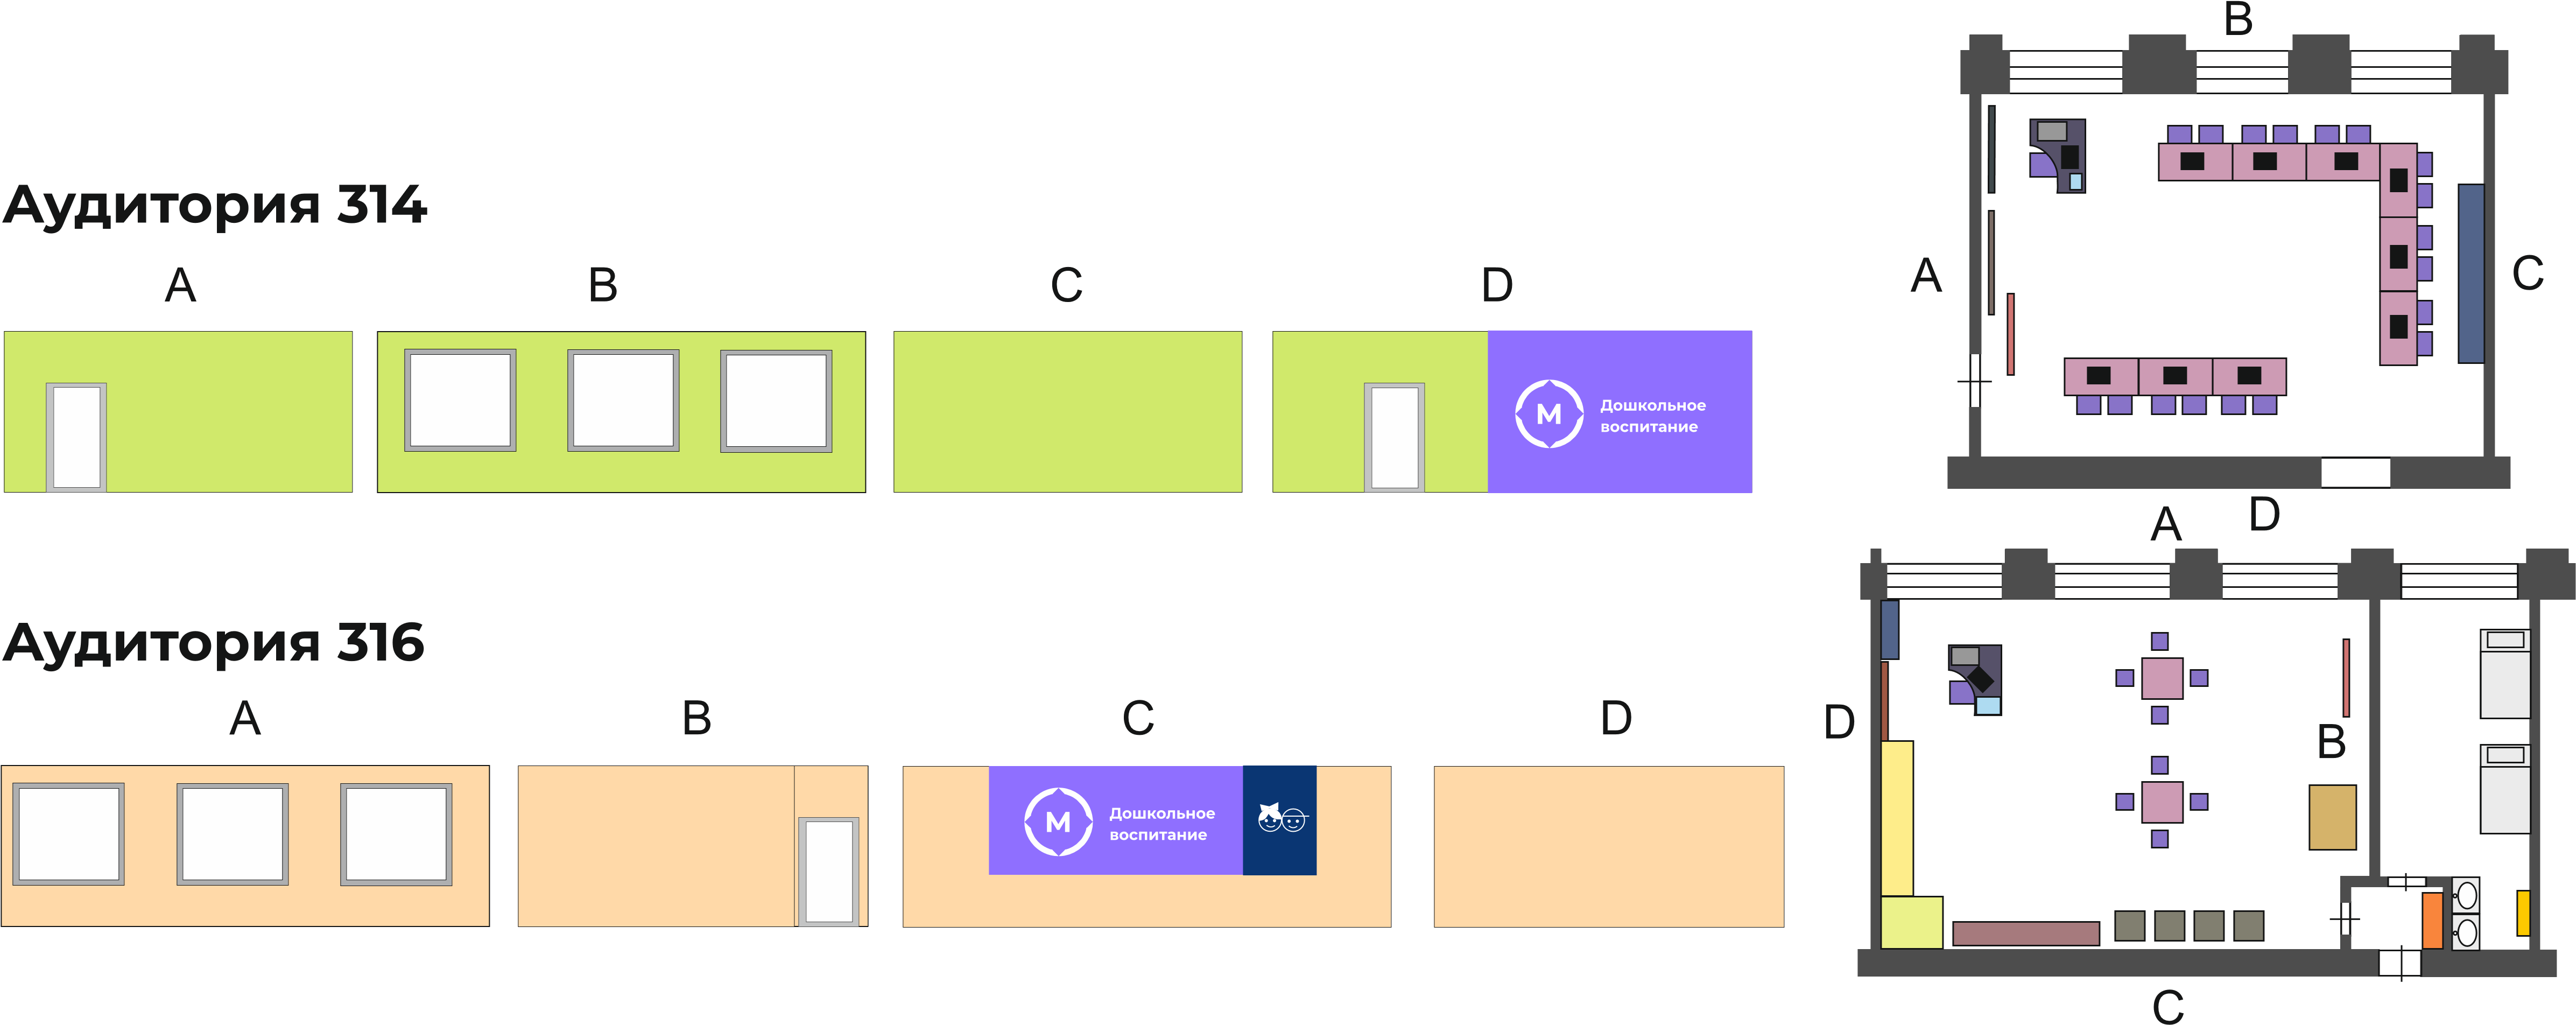 Аудитория 314
A
B
C
D
M
Дошкольное
воспитание
B
A
C
D
Аудитория 316
A
B
C
D
M
Дошкольное
воспитание
A
D
B
C